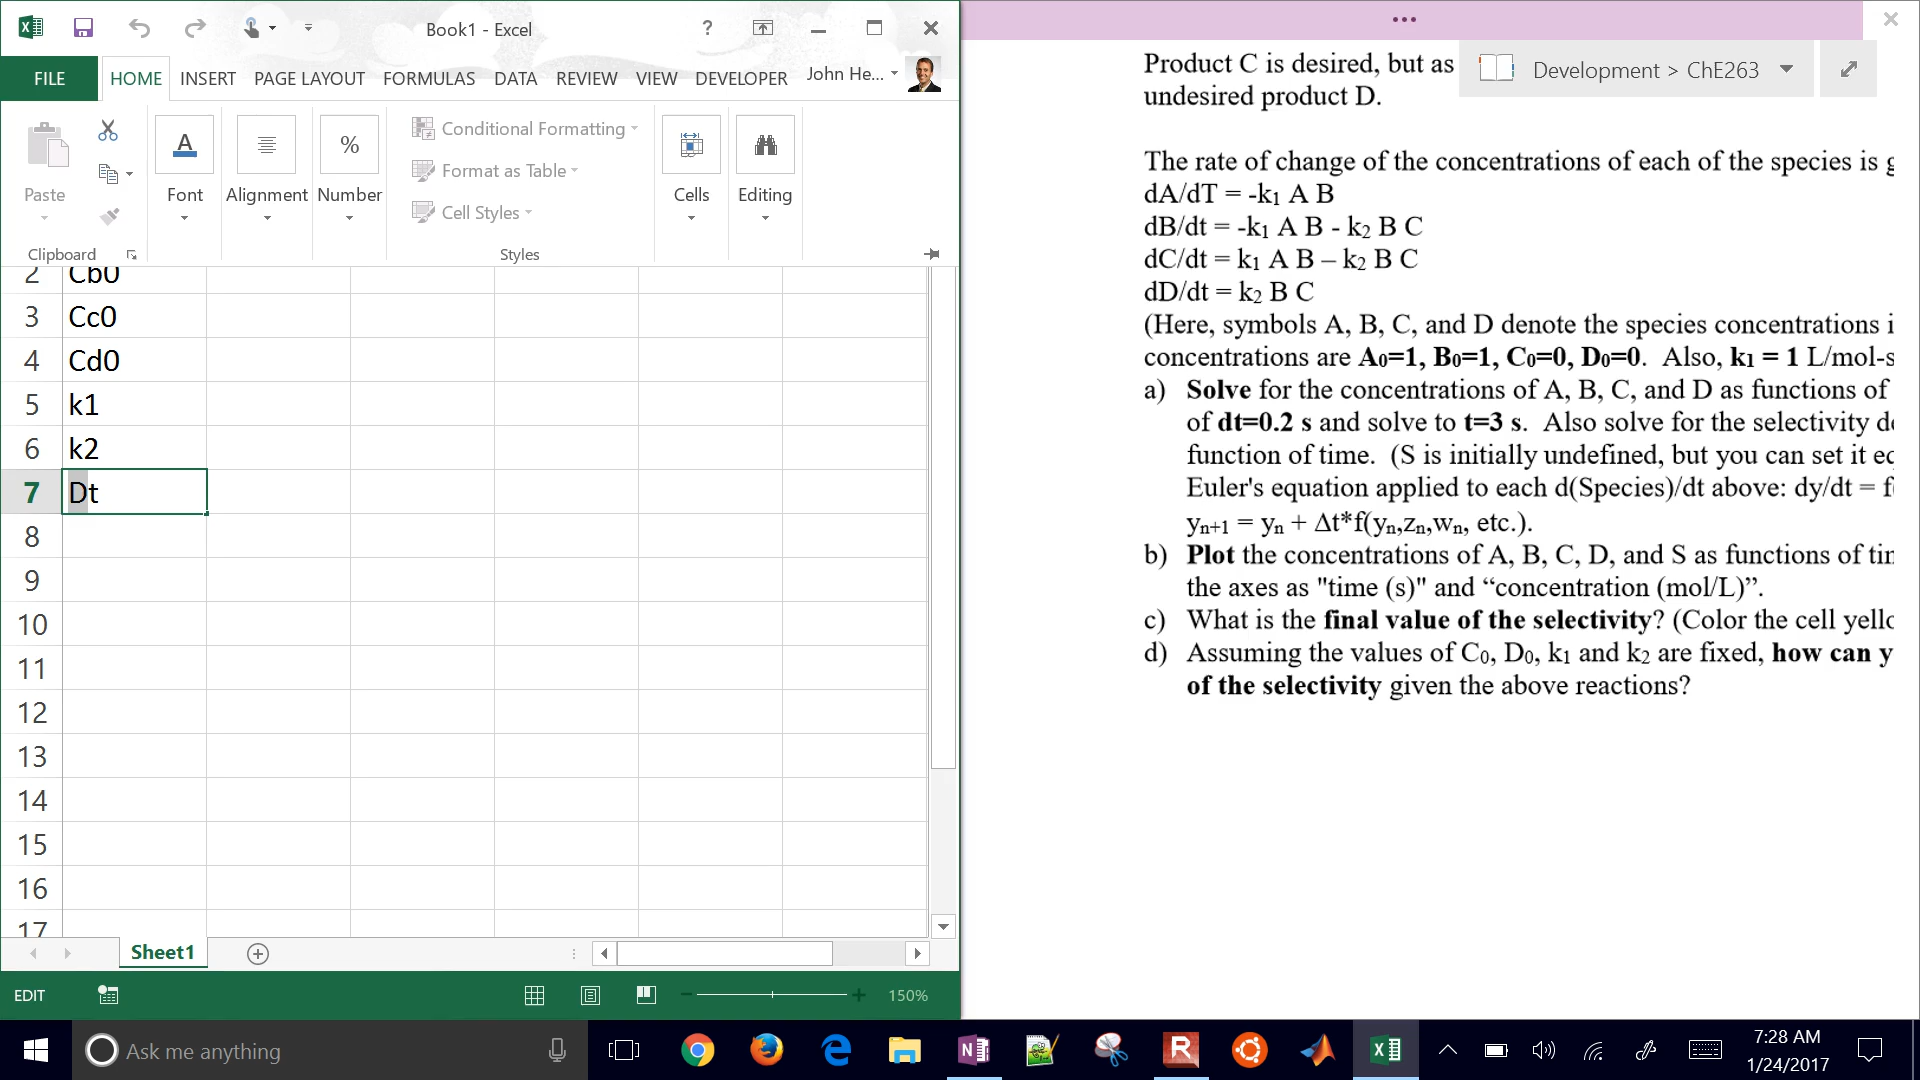 Book1 - Excel
?
FILE HOME INSERT PAGE LAYOUT FORMULAS DATA REVIEW VIEW DEVELOPER John He...
Paste
A
Font
Alignment
%
Number
Conditional Formatting
Format as Table
Cell Styles
Cells
Editing
Clipboard
Styles
2 Cb0
3 Cc0
4 Cd0
5 k1
6 k2
7 Dt
8
9
10
11
12
13
14
15
16
17
Sheet1
EDIT
150%
Development > ChE263
Product C is desired, but as
undesired product D.
The rate of change of the concentrations of each of the species is g
dA/dT = -k₁ A B
dB/dt = -k₁ A B - k₂ B C
dC/dt = k₁ A B – k₂ B C
dD/dt = k₂ B C
(Here, symbols A, B, C, and D denote the species concentrations i
concentrations are A₀=1, B₀=1, C₀=0, D₀=0. Also, k₁ = 1 L/mol-s
a) Solve for the concentrations of A, B, C, and D as functions of
of dt=0.2 s and solve to t=3 s. Also solve for the selectivity de
function of time. (S is initially undefined, but you can set it eq
Euler's equation applied to each d(Species)/dt above: dy/dt = f(
yₙ₊₁ = yₙ + Δt*f(yₙ,zₙ,wₙ, etc.).
b) Plot the concentrations of A, B, C, D, and S as functions of tim
the axes as "time (s)" and “concentration (mol/L)”.
c) What is the final value of the selectivity? (Color the cell yello
d) Assuming the values of C₀, D₀, k₁ and k₂ are fixed, how can y
of the selectivity given the above reactions?
Ask me anything
7:28 AM
1/24/2017